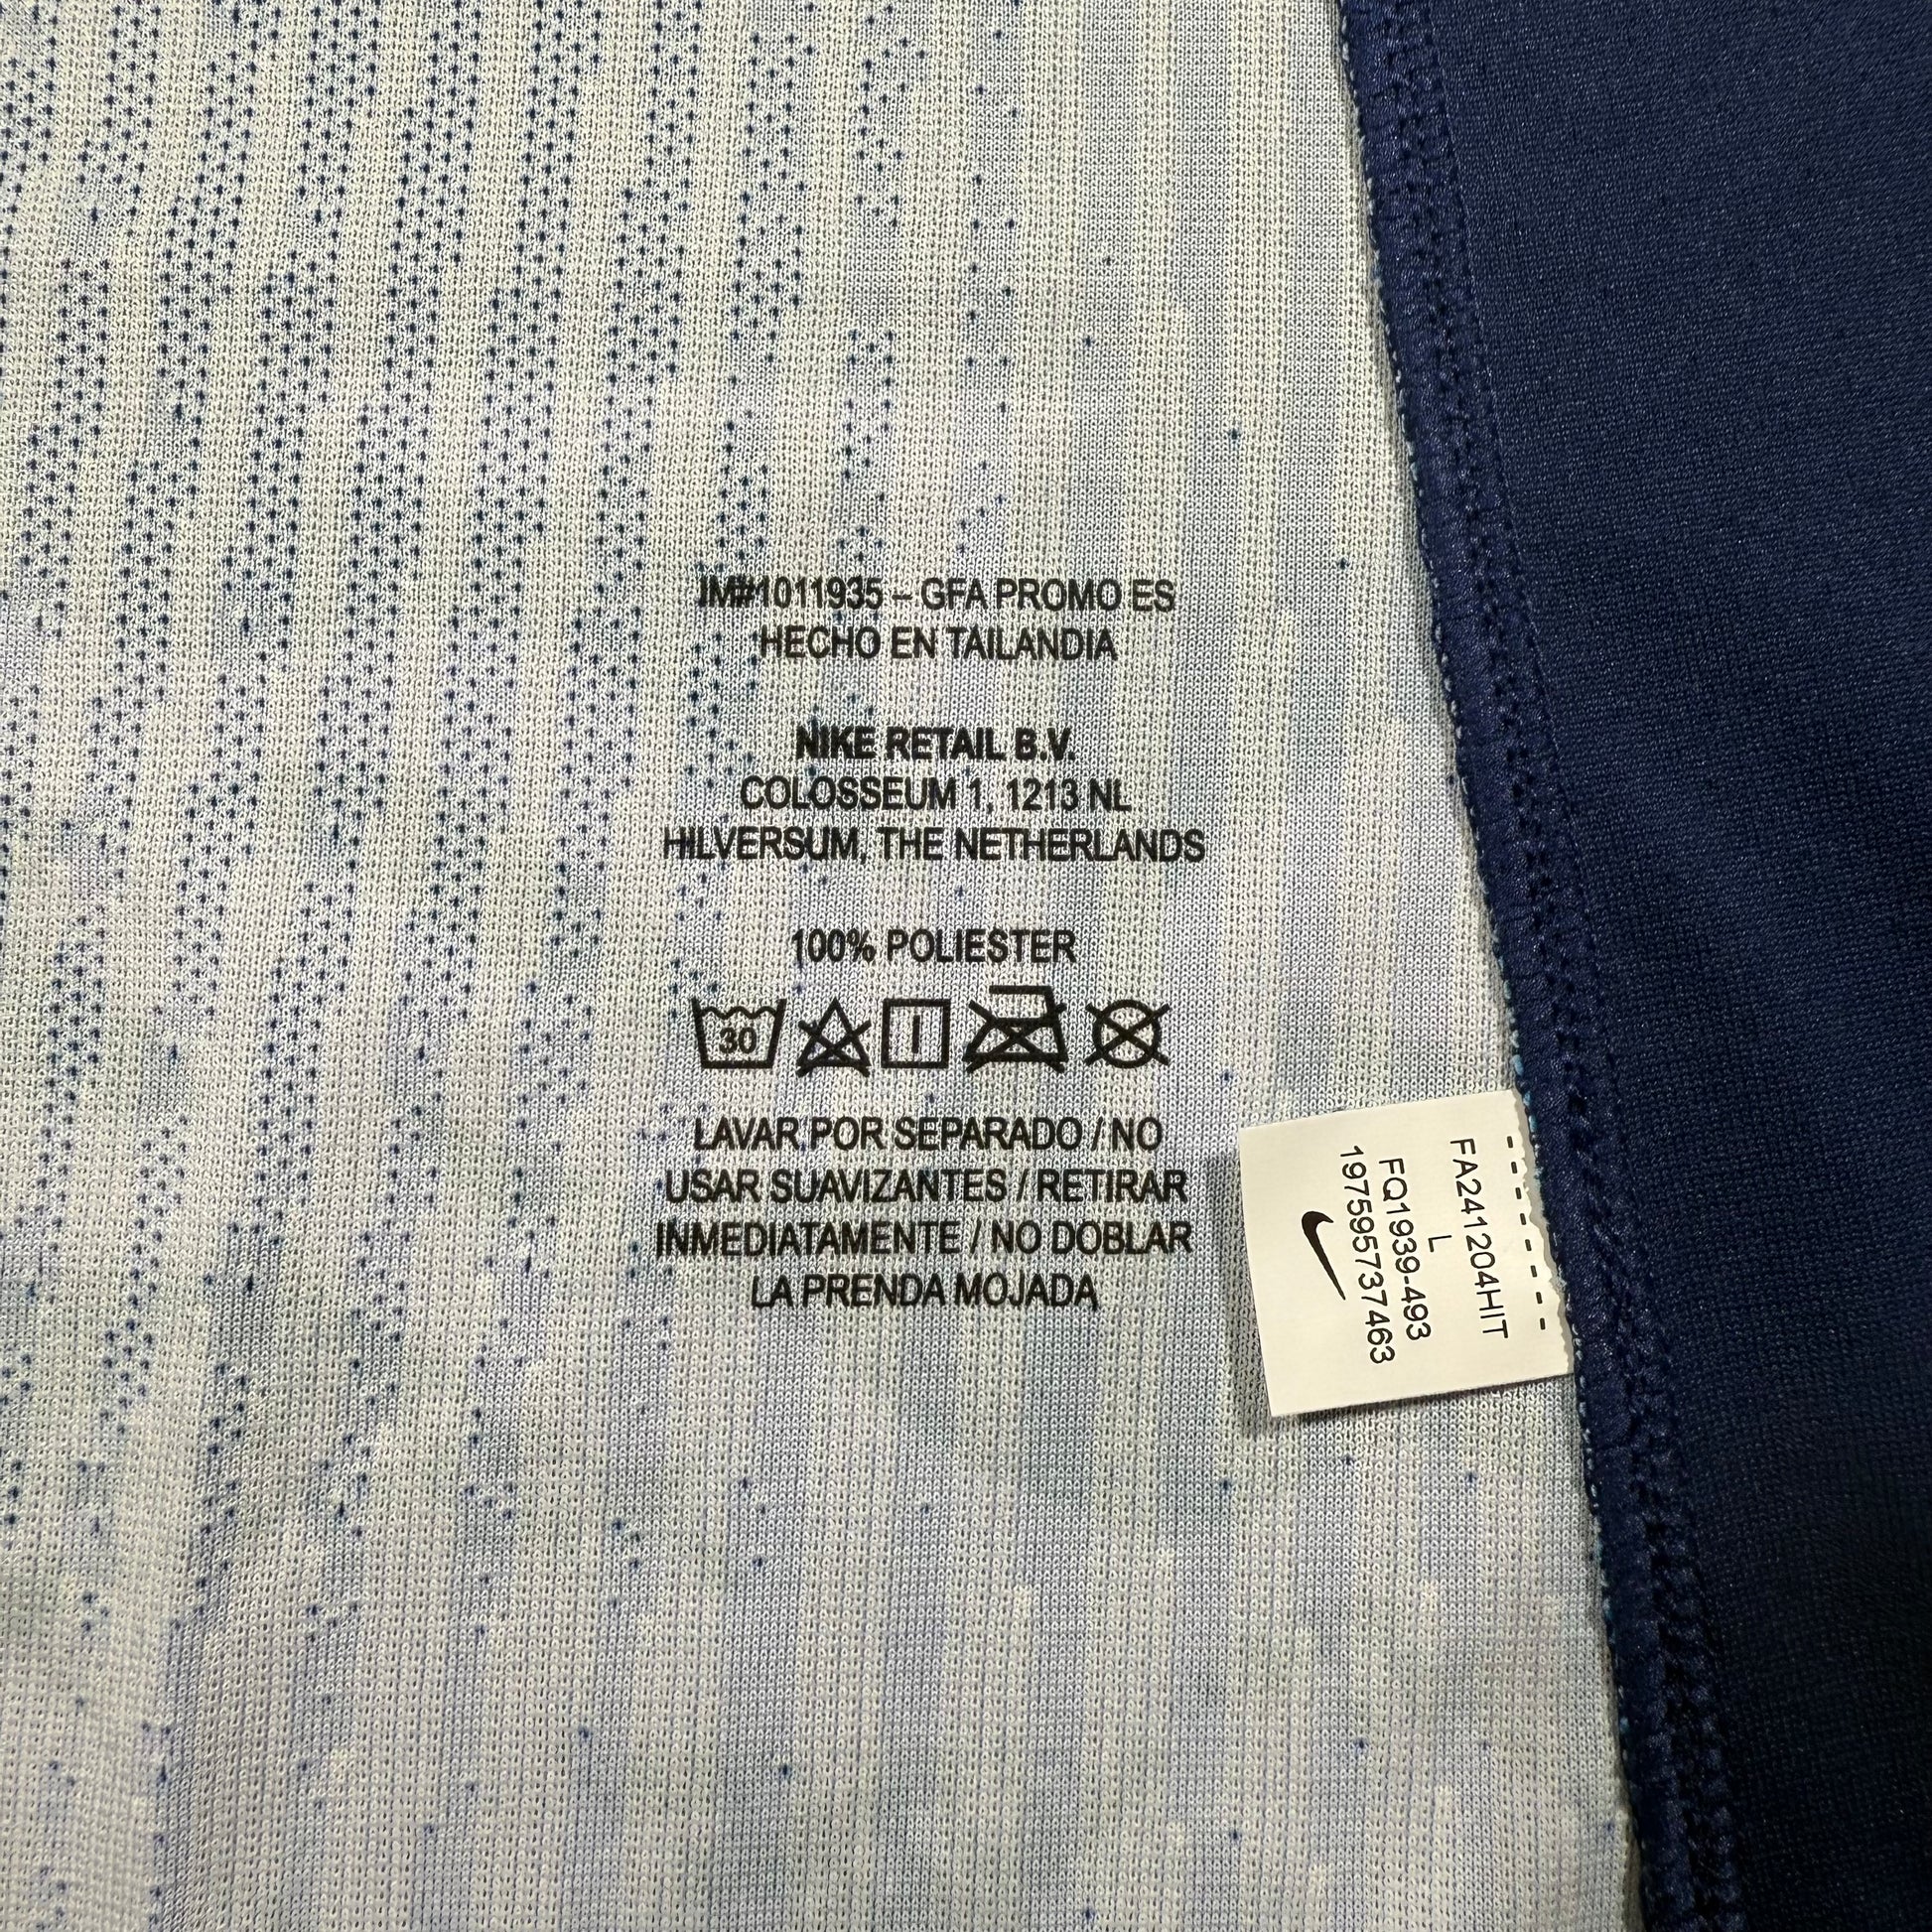 IM#1011935 – GFA PROMO ES
HECHO EN TAILANDIA
NIKE RETAIL B.V.
COLOSSEUM 1, 1213 NL
HILVERSUM, THE NETHERLANDS
100% POLIESTER
30
LAVAR POR SEPARADO / NO
USAR SUAVIZANTES / RETIRAR
INMEDIATAMENTE / NO DOBLAR
LA PRENDA MOJADA
FA241204HIT
L
FQ1939-493
197595737463